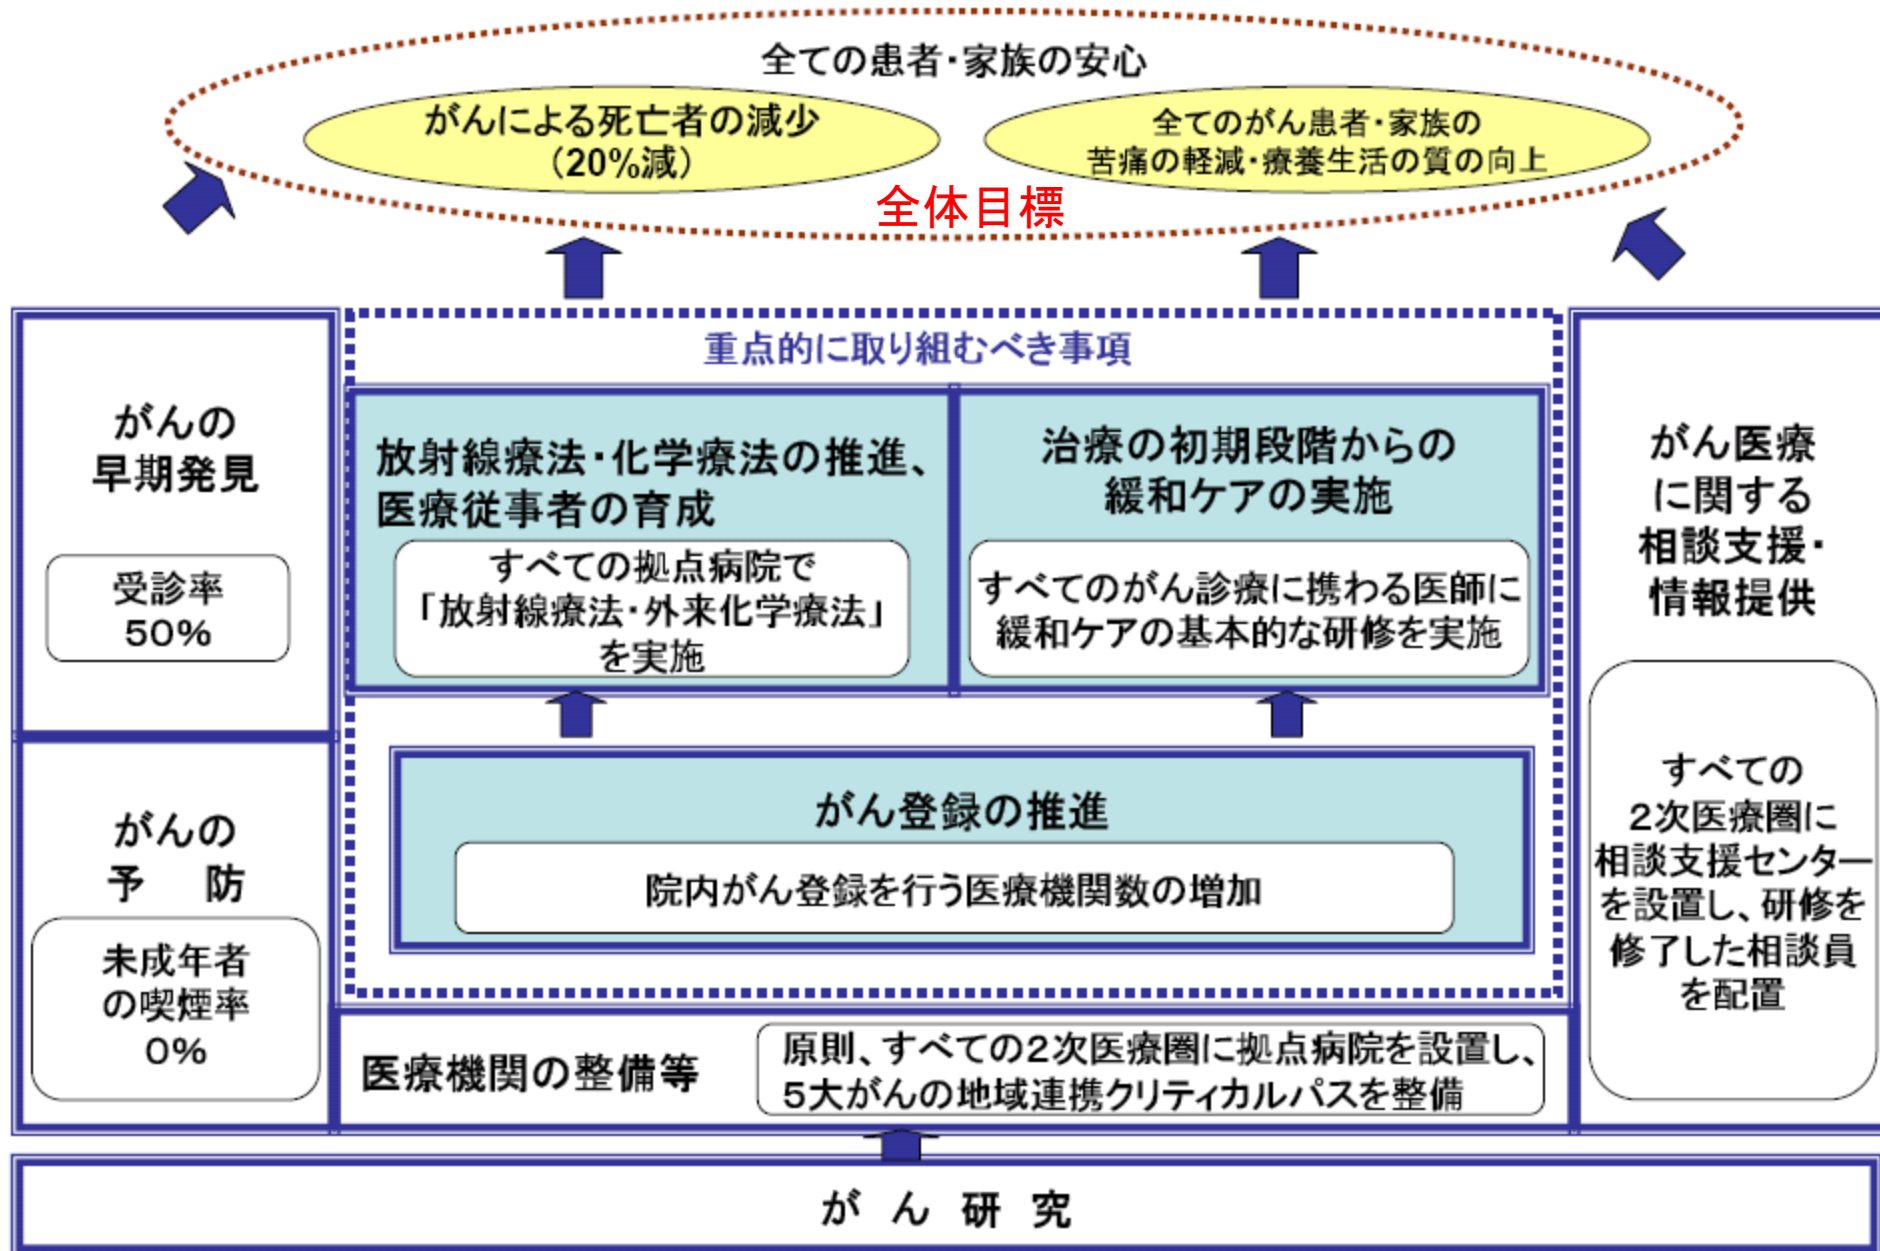 全ての患者・家族の安心
がんによる死亡者の減少
(20%減)
全てのがん患者・家族の
苦痛の軽減・療養生活の質の向上
全体目標
重点的に取り組むべき事項
がんの
早期発見
受診率
50%
放射線療法・化学療法の推進、
医療従事者の育成
すべての拠点病院で
「放射線療法・外来化学療法」
を実施
治療の初期段階からの
緩和ケアの実施
すべてのがん診療に携わる医師に
緩和ケアの基本的な研修を実施
がん医療
に関する
相談支援・
情報提供
すべての
2次医療圏に
相談支援センター
を設置し、研修を
修了した相談員
を配置
がんの
予 防
未成年者
の喫煙率
0%
がん登録の推進
院内がん登録を行う医療機関数の増加
医療機関の整備等
原則、すべての2次医療圏に拠点病院を設置し、
5大がんの地域連携クリティカルパスを整備
が ん 研 究